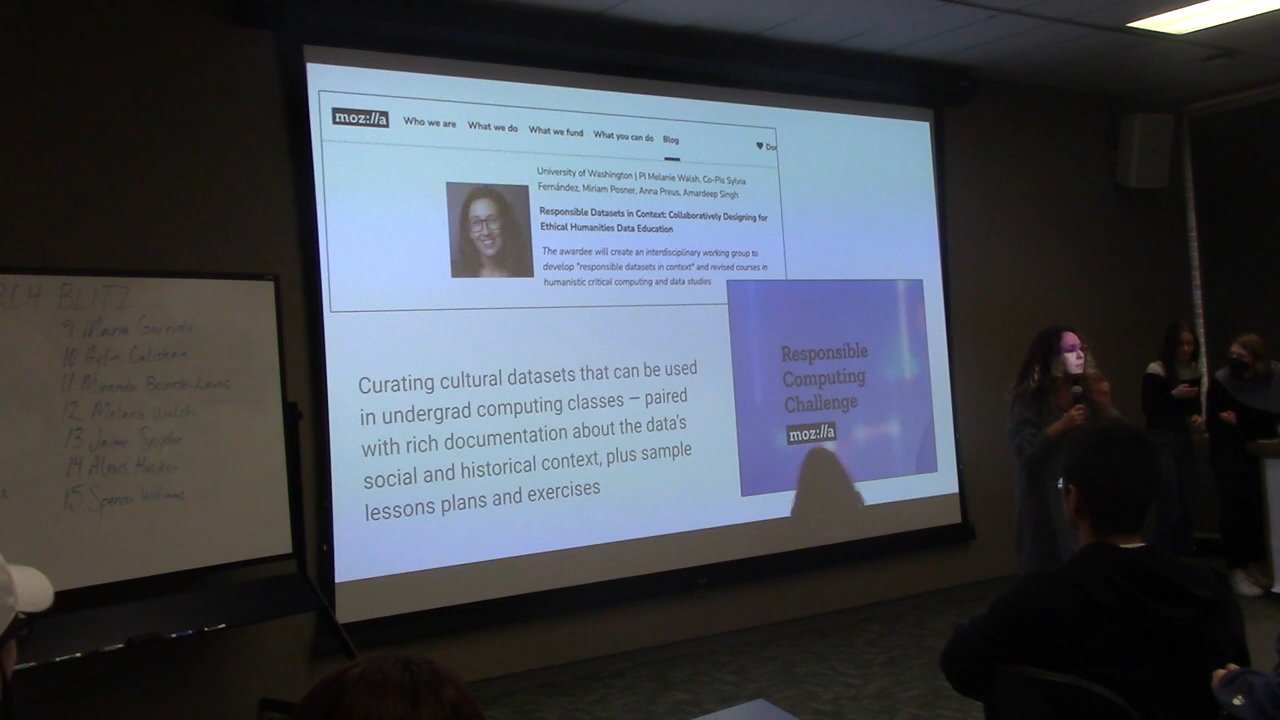 RCH BLITZ
9 Maria Garrido
10 Aylin Caliskan
11 Miranda Belarde-Lewis
12 Melanie Walsh
13 Jaime Snyder
14 Alexis Hiniker
15 Spencer Williams
moz://a
Who we are
What we do
What we fund
What you can do
Blog
University of Washington | PI Melanie Walsh, Co-PIs Sylvia
Fernández, Miriam Posner, Anna Preus, Amardeep Singh
Responsible Datasets in Context: Collaboratively Designing for
Ethical Humanities Data Education
The awardee will create an interdisciplinary working group to
develop "responsible datasets in context" and revised courses in
humanistic critical computing and data studies
Curating cultural datasets that can be used
in undergrad computing classes — paired
with rich documentation about the data's
social and historical context, plus sample
lessons plans and exercises
Responsible
Computing
Challenge
moz://a